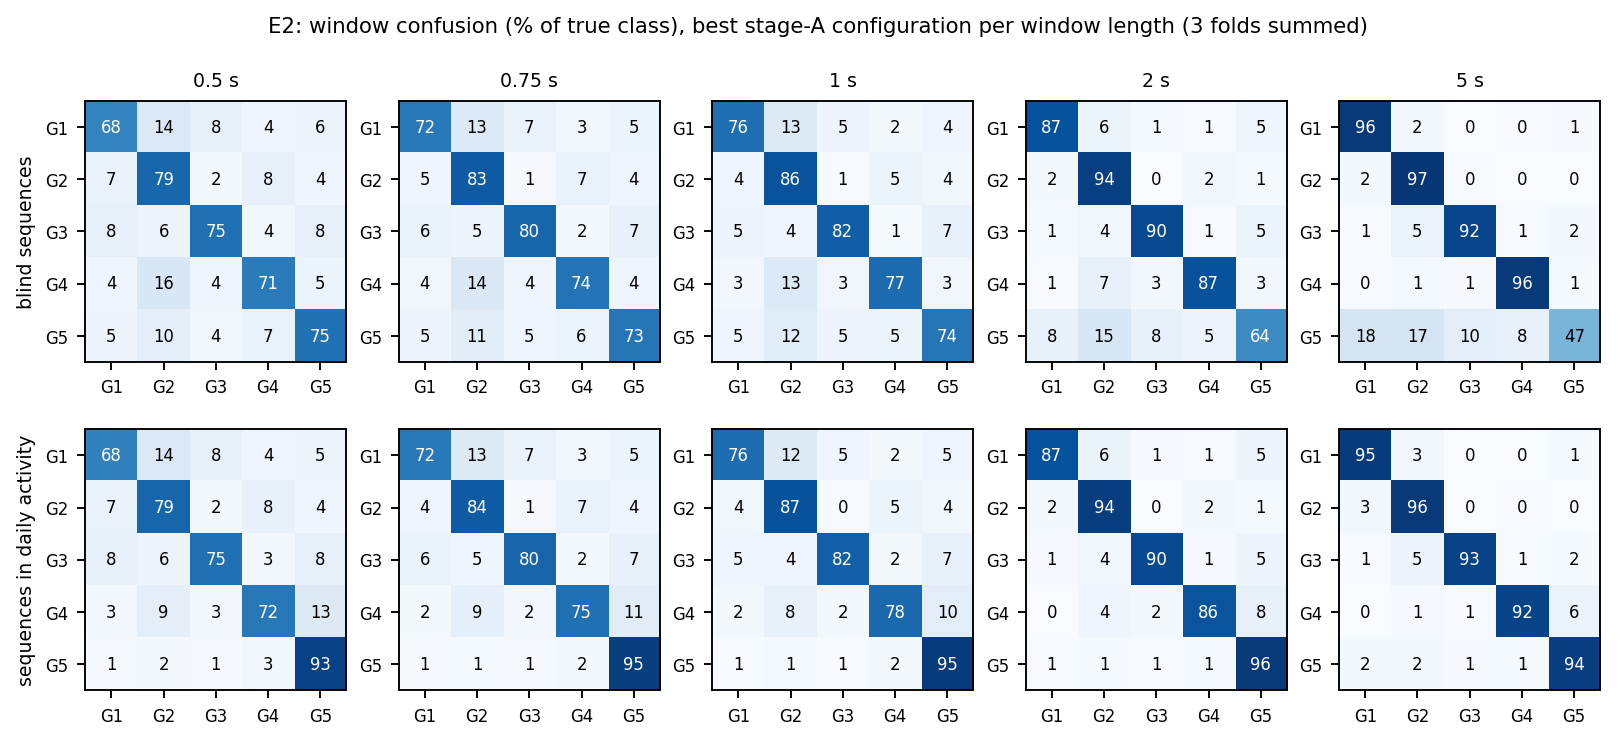 E2: window confusion (% of true class), best stage-A configuration per window length (3 folds summed)
0.5 s 0.75 s 1 s 2 s 5 s
blind sequences
G1 68 14 8 4 6 G1 72 13 7 3 5 G1 76 13 5 2 4 G1 87 6 1 1 5 G1 96 2 0 0 1
G2 7 79 2 8 4 G2 5 83 1 7 4 G2 4 86 1 5 4 G2 2 94 0 2 1 G2 2 97 0 0 0
G3 8 6 75 4 8 G3 6 5 80 2 7 G3 5 4 82 1 7 G3 1 4 90 1 5 G3 1 5 92 1 2
G4 4 16 4 71 5 G4 4 14 4 74 4 G4 3 13 3 77 3 G4 1 7 3 87 3 G4 0 1 1 96 1
G5 5 10 4 7 75 G5 5 11 5 6 73 G5 5 12 5 5 74 G5 8 15 8 5 64 G5 18 17 10 8 47
G1 G2 G3 G4 G5 G1 G2 G3 G4 G5 G1 G2 G3 G4 G5 G1 G2 G3 G4 G5 G1 G2 G3 G4 G5
sequences in daily activity
G1 68 14 8 4 5 G1 72 13 7 3 5 G1 76 12 5 2 5 G1 87 6 1 1 5 G1 95 3 0 0 1
G2 7 79 2 8 4 G2 4 84 1 7 4 G2 4 87 0 5 4 G2 2 94 0 2 1 G2 3 96 0 0 0
G3 8 6 75 3 8 G3 6 5 80 2 7 G3 5 4 82 2 7 G3 1 4 90 1 5 G3 1 5 93 1 2
G4 3 9 3 72 13 G4 2 9 2 75 11 G4 2 8 2 78 10 G4 0 4 2 86 8 G4 0 1 1 92 6
G5 1 2 1 3 93 G5 1 1 1 2 95 G5 1 1 1 2 95 G5 1 1 1 1 96 G5 2 2 1 1 94
G1 G2 G3 G4 G5 G1 G2 G3 G4 G5 G1 G2 G3 G4 G5 G1 G2 G3 G4 G5 G1 G2 G3 G4 G5